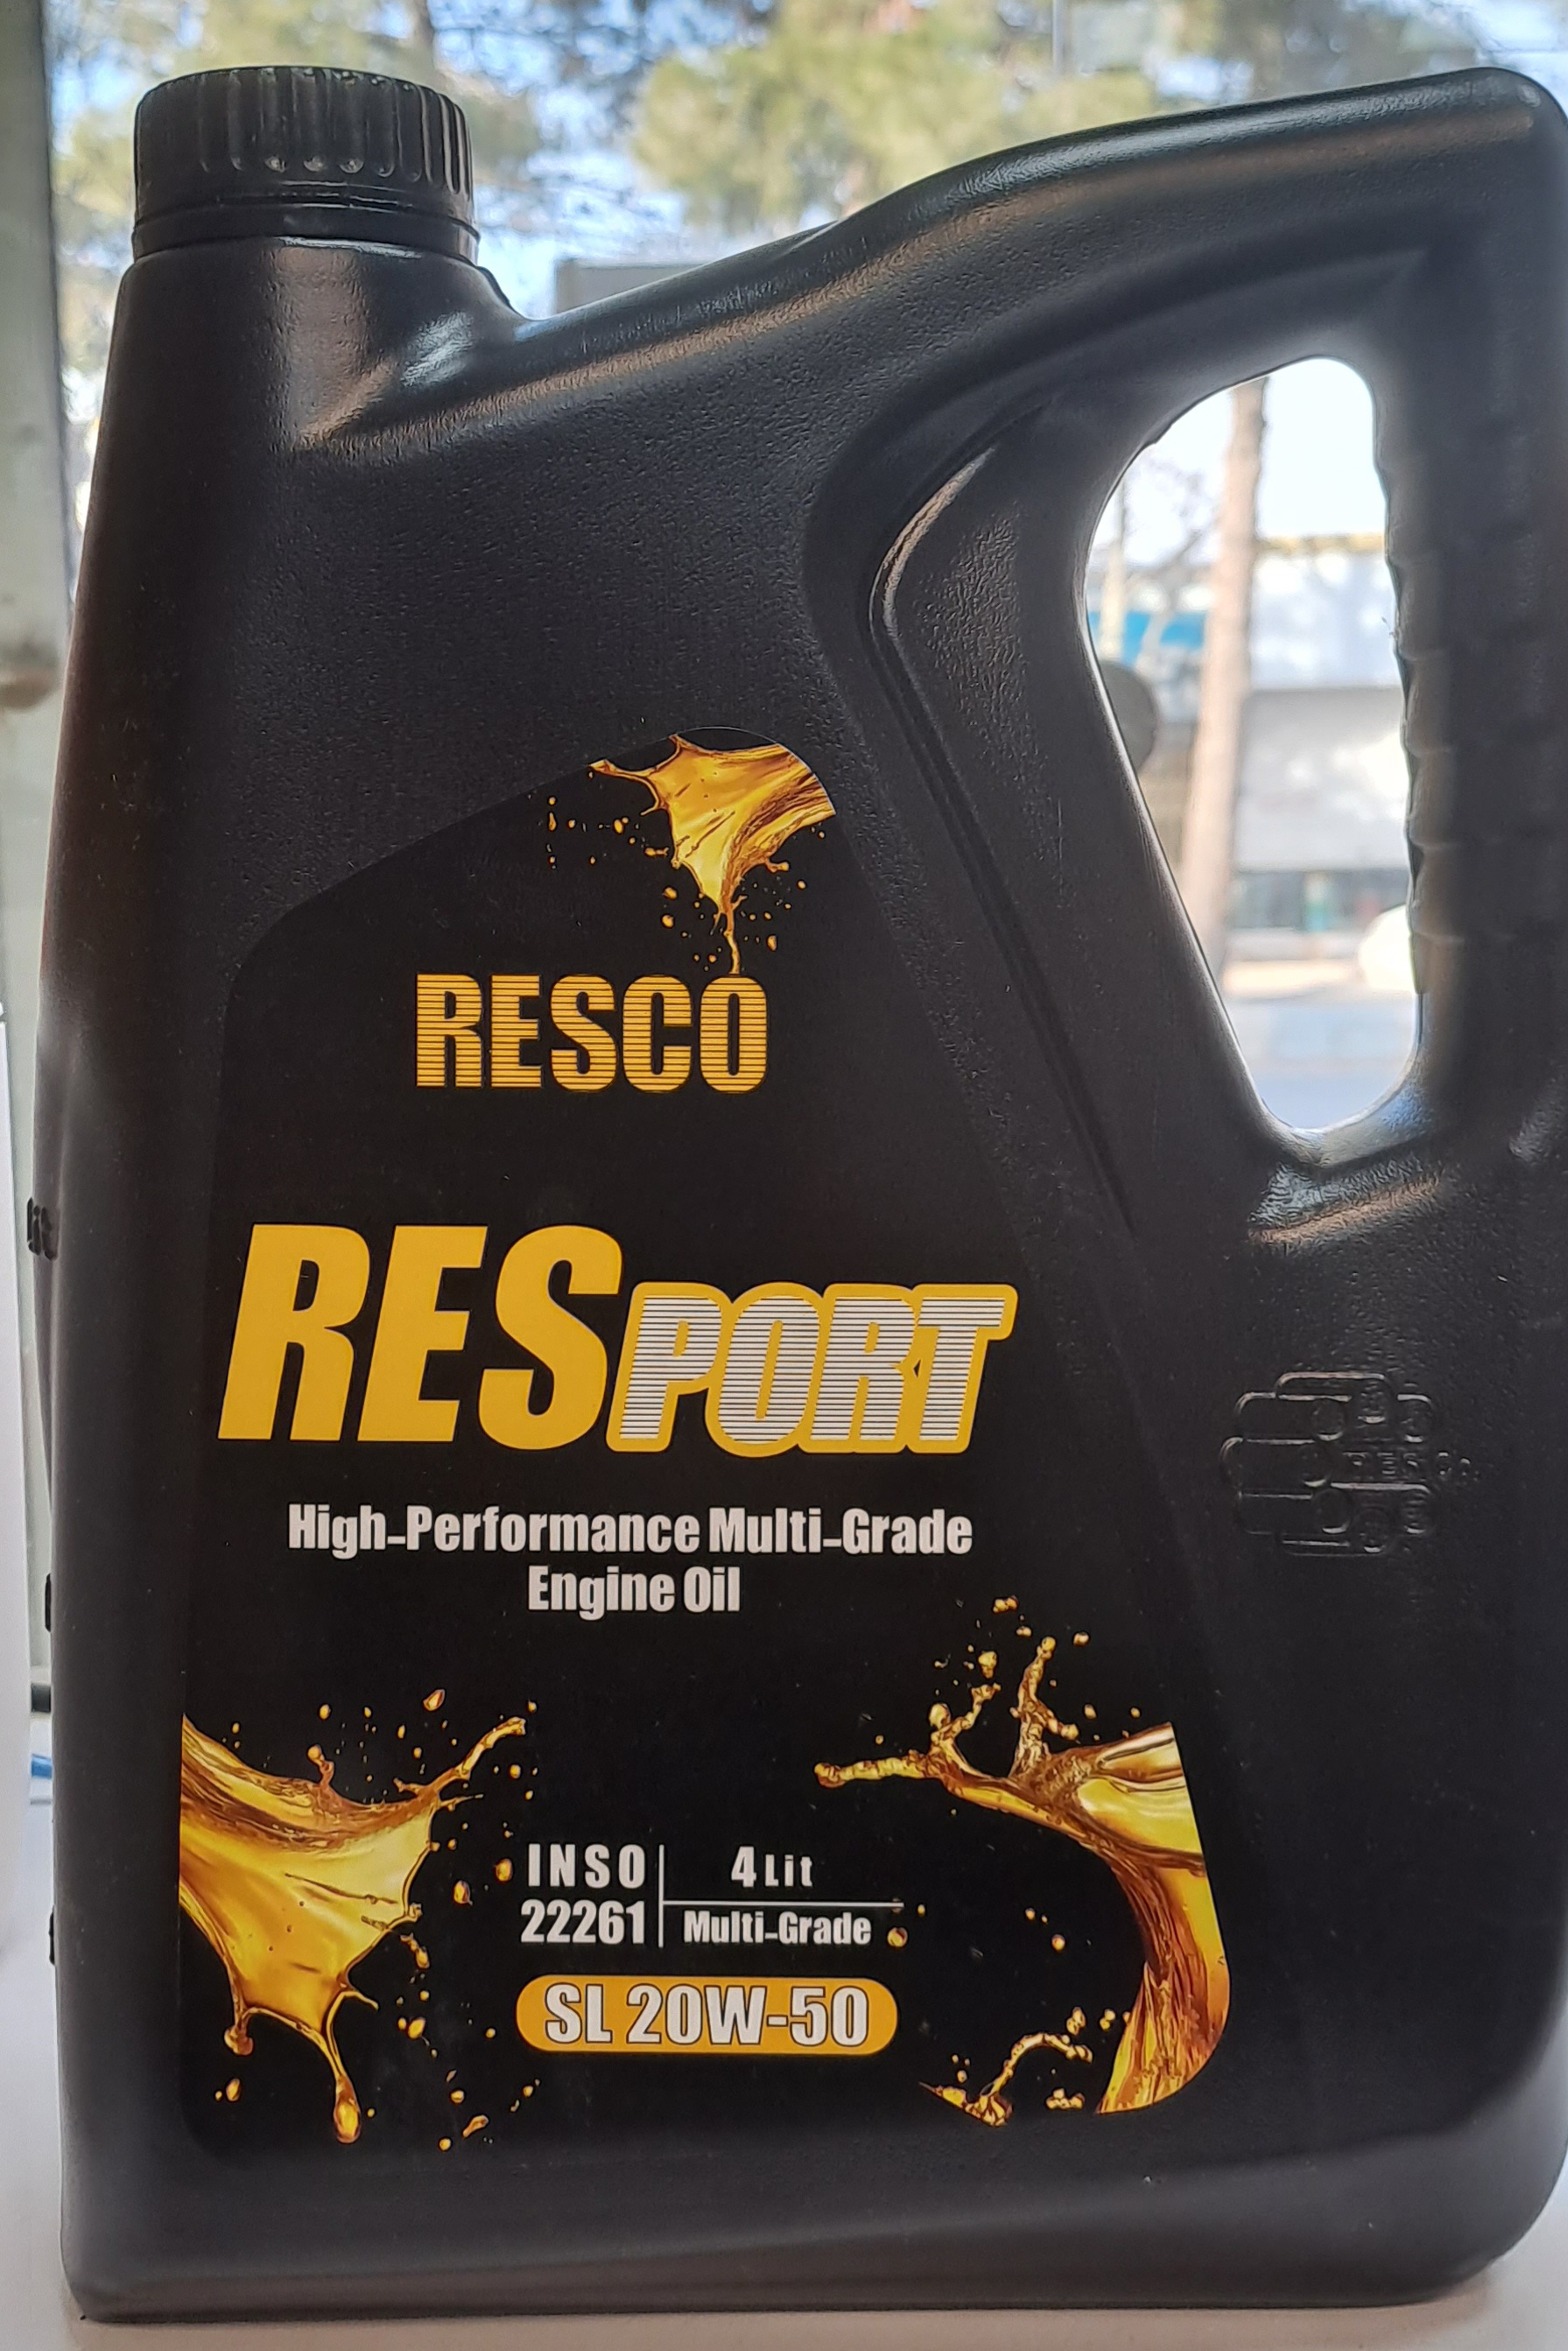 RESCO
RESPORT
High-Performance Multi-Grade
Engine Oil
INSO
22261
4 Lit
Multi-Grade
SL 20W-50